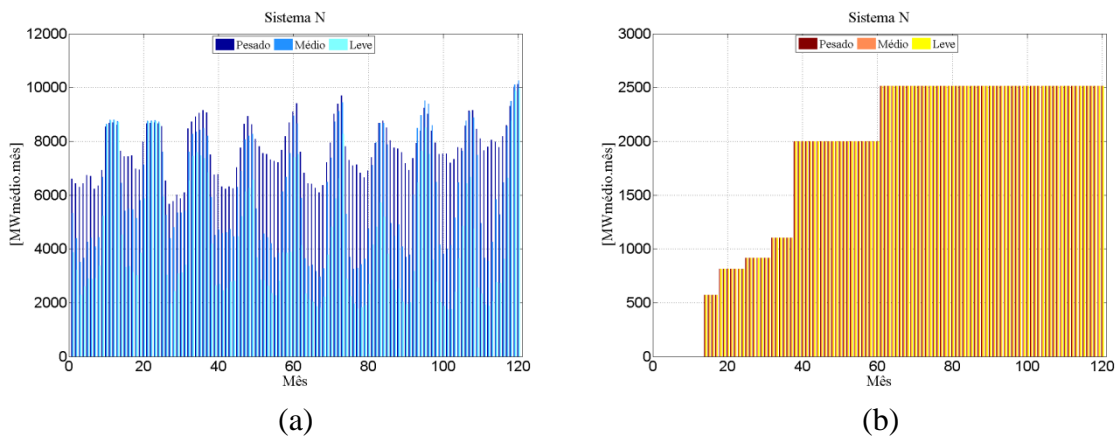 Sistema N
Pesado Médio Leve
[MWmédio.mês]
12000
10000
8000
6000
4000
2000
0
0 20 40 60 80 100 120
Mês
(a)
Sistema N
Pesado Médio Leve
[MWmédio.mês]
3000
2500
2000
1500
1000
500
0
0 20 40 60 80 100 120
Mês
(b)